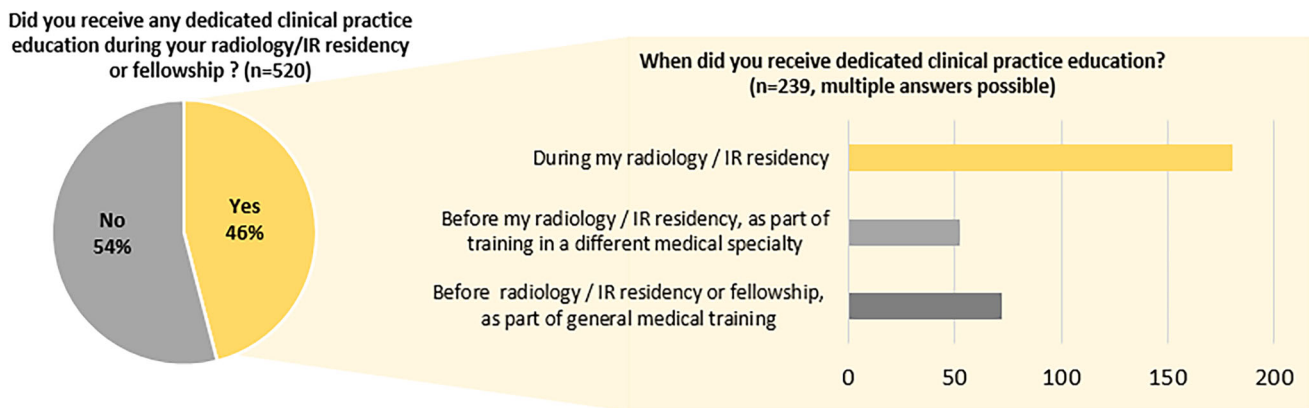 Did you receive any dedicated clinical practice
education during your radiology/IR residency
or fellowship ? (n=520)
No
54%
Yes
46%
When did you receive dedicated clinical practice education?
(n=239, multiple answers possible)
During my radiology / IR residency
Before my radiology / IR residency, as part of
training in a different medical specialty
Before radiology / IR residency or fellowship,
as part of general medical training
0 50 100 150 200